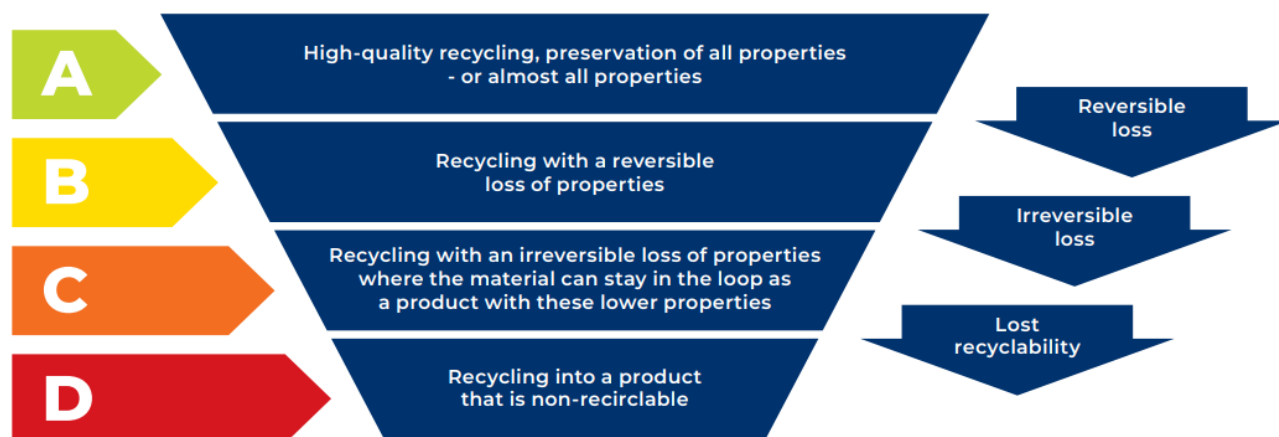 A
High-quality recycling, preservation of all properties
- or almost all properties
Reversible
loss
B
Recycling with a reversible
loss of properties
Irreversible
loss
C
Recycling with an irreversible loss of properties
where the material can stay in the loop as
a product with these lower properties
Lost
recyclability
D
Recycling into a product
that is non-recirclable